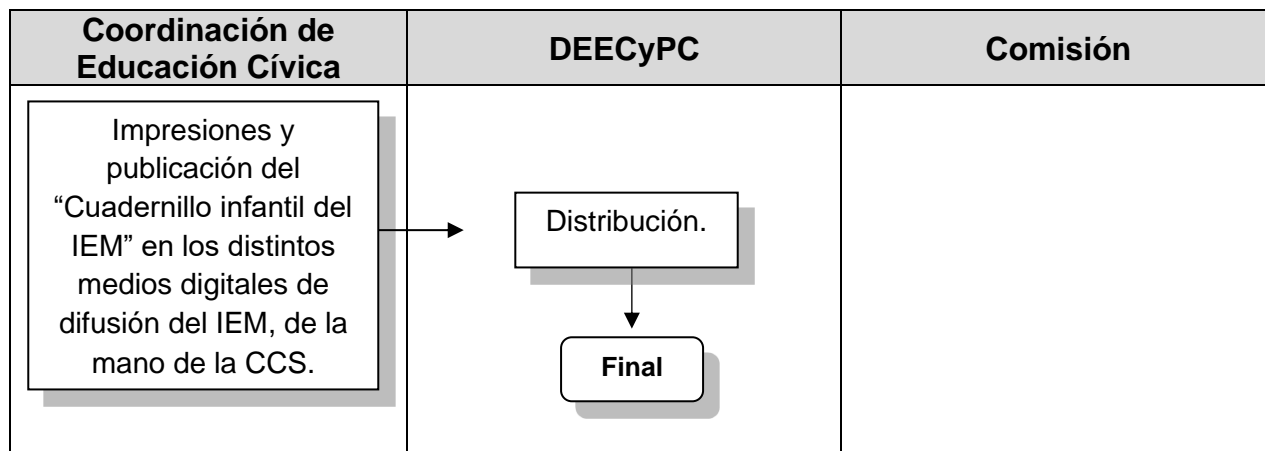 Coordinación de
Educación Cívica
DEECyPC
Comisión
Impresiones y
publicación del
“Cuadernillo infantil del
IEM” en los distintos
medios digitales de
difusión del IEM, de la
mano de la CCS.
Distribución.
Final